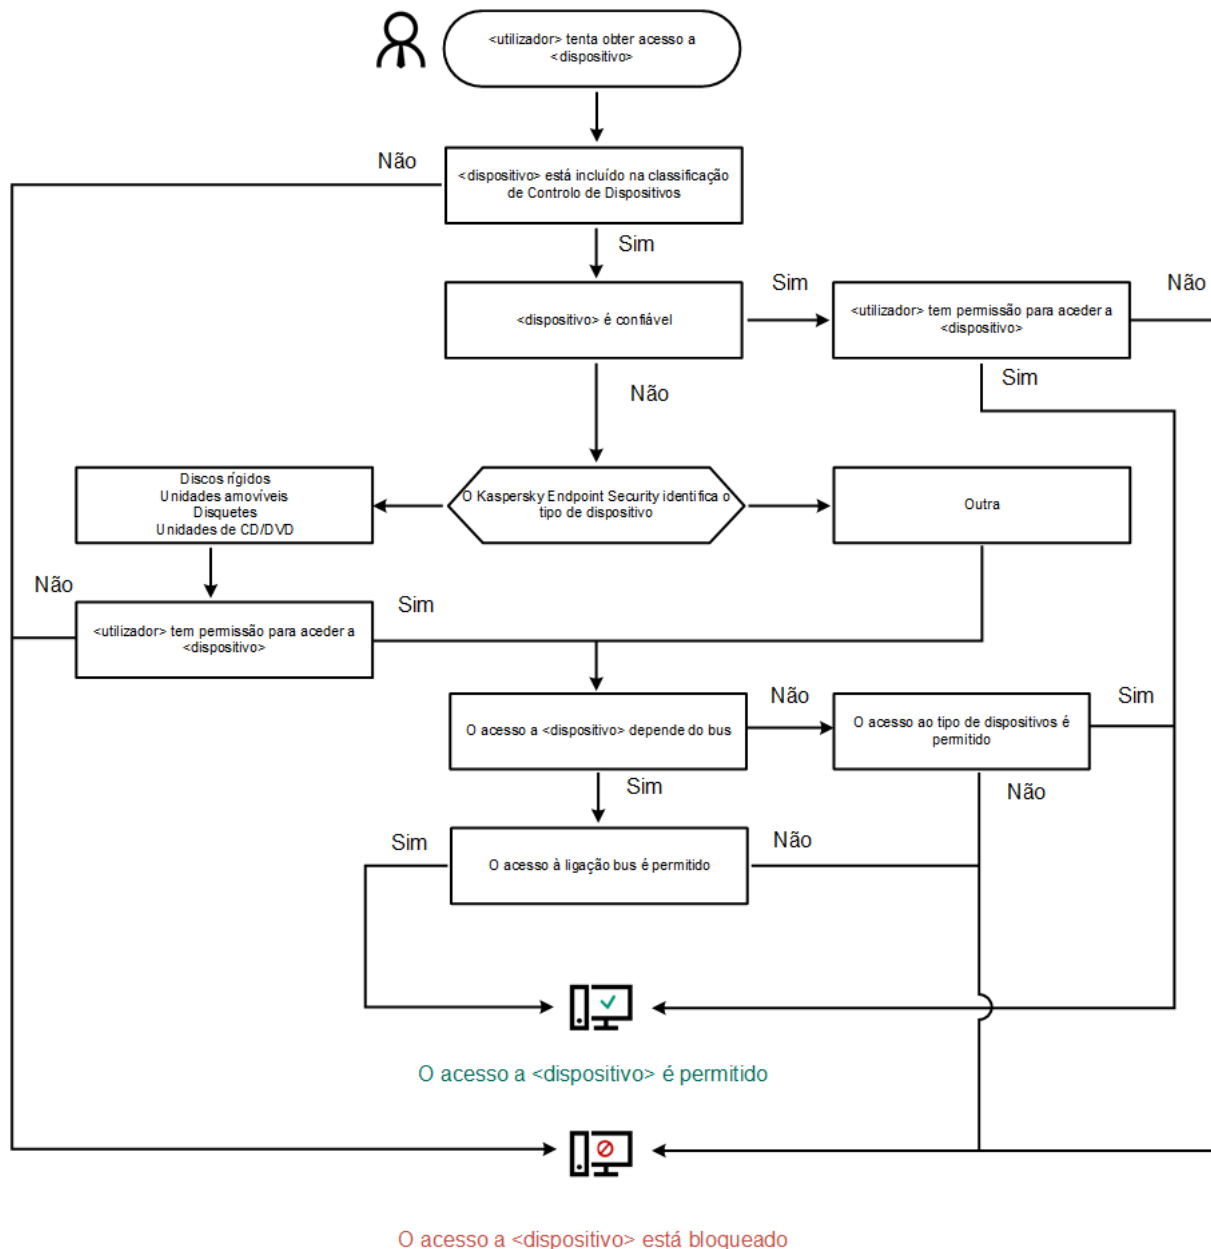 <utilizador> tenta obter acesso a
<dispositivo>
Não
<dispositivo> está incluído na classificação
de Controlo de Dispositivos
Sim
<dispositivo> é confiável
Sim
<utilizador> tem permissão para aceder a
<dispositivo>
Não
Sim
Não
Discos rígidos
Unidades amovíveis
Disquetes
Unidades de CD/DVD
O Kaspersky Endpoint Security identifica o
tipo de dispositivo
Outra
Não
<utilizador> tem permissão para aceder a
<dispositivo>
Sim
O acesso a <dispositivo> depende do bus
Não
O acesso ao tipo de dispositivos é
permitido
Sim
Sim
Não
Sim
O acesso à ligação bus é permitido
Não
O acesso a <dispositivo> é permitido
O acesso a <dispositivo> está bloqueado